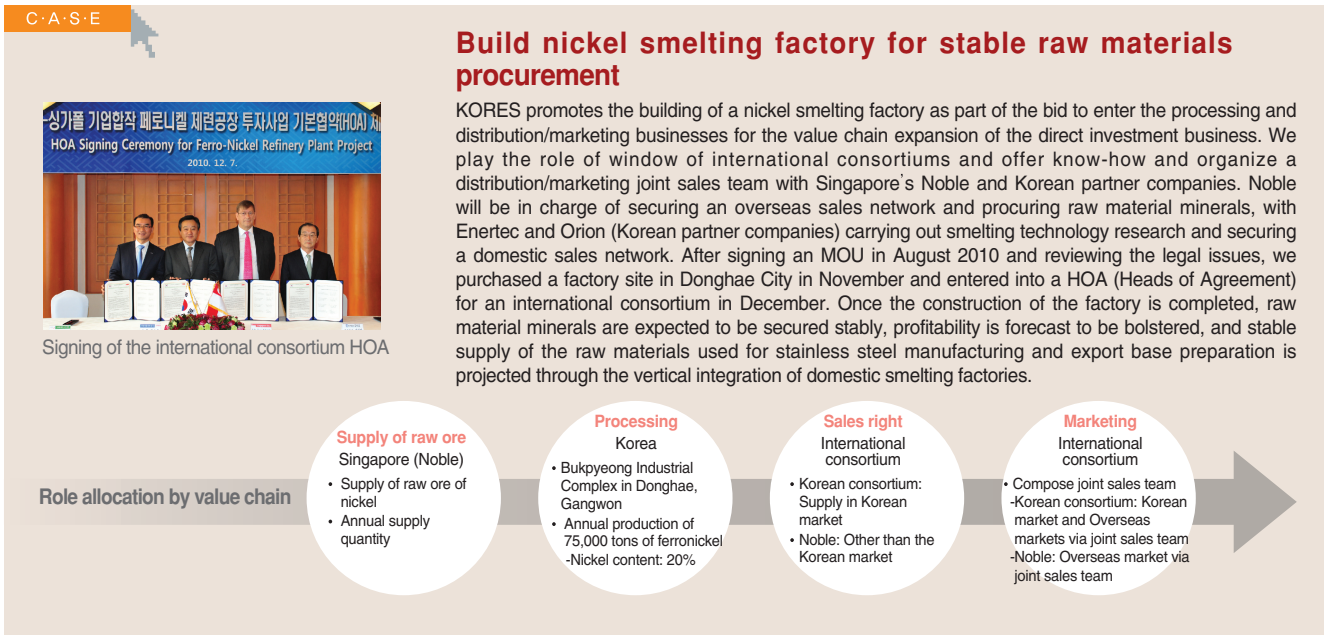 C·A·S·E
Build nickel smelting factory for stable raw materials
procurement
-싱가폴 기업합작 페로니켈 제련공장 투자사업 기본협약(HOA) 체
HOA Signing Ceremony for Ferro-Nickel Refinery Plant Project
2010. 12. 7.
Signing of the international consortium HOA
KORES promotes the building of a nickel smelting factory as part of the bid to enter the processing and
distribution/marketing businesses for the value chain expansion of the direct investment business. We
play the role of window of international consortiums and offer know-how and organize a
distribution/marketing joint sales team with Singapore's Noble and Korean partner companies. Noble
will be in charge of securing an overseas sales network and procuring raw material minerals, with
Enertec and Orion (Korean partner companies) carrying out smelting technology research and securing
a domestic sales network. After signing an MOU in August 2010 and reviewing the legal issues, we
purchased a factory site in Donghae City in November and entered into a HOA (Heads of Agreement)
for an international consortium in December. Once the construction of the factory is completed, raw
material minerals are expected to be secured stably, profitability is forecast to be bolstered, and stable
supply of the raw materials used for stainless steel manufacturing and export base preparation is
projected through the vertical integration of domestic smelting factories.
Role allocation by value chain
Supply of raw ore
Singapore (Noble)
• Supply of raw ore of
nickel
• Annual supply
quantity
Processing
Korea
• Bukpyeong Industrial
Complex in Donghae,
Gangwon
• Annual production of
75,000 tons of ferronickel
-Nickel content: 20%
Sales right
International
consortium
• Korean consortium:
Supply in Korean
market
• Noble: Other than the
Korean market
Marketing
International
consortium
• Compose joint sales team
-Korean consortium: Korean
market and Overseas
markets via joint sales team
-Noble: Overseas market via
joint sales team